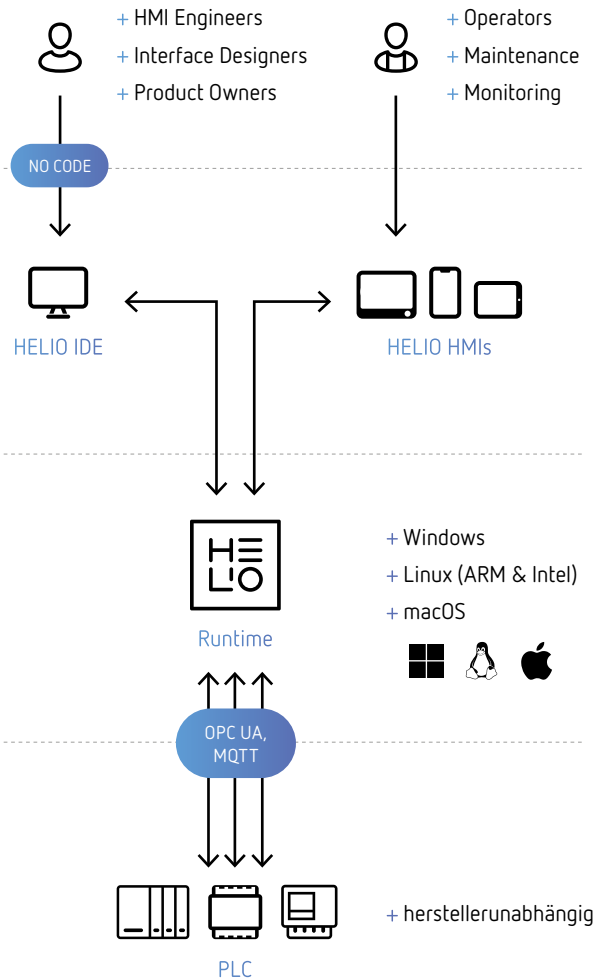 + HMI Engineers
+ Interface Designers
+ Product Owners
+ Operators
+ Maintenance
+ Monitoring
NO CODE
HELIO IDE
HELIO HMIs
HE
LIO
Runtime
+ Windows
+ Linux (ARM & Intel)
+ macOS
OPC UA,
MQTT
+ herstellerunabhängig
PLC